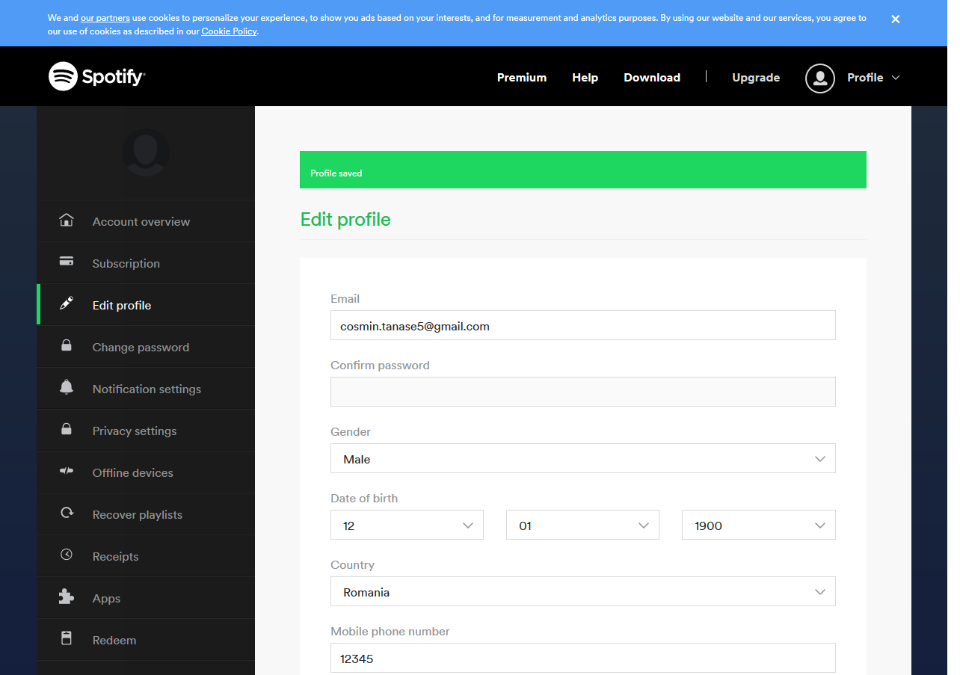 We and our partners use cookies to personalize your experience, to show you ads based on your interests, and for measurement and analytics purposes. By using our website and our services, you agree to
our use of cookies as described in our Cookie Policy.
Spotify
Premium Help Download | Upgrade Profile
Account overview
Subscription
Edit profile
Change password
Notification settings
Privacy settings
Offline devices
Recover playlists
Receipts
Apps
Redeem
Profile saved
Edit profile
Email
cosmin.tanase5@gmail.com
Confirm password
Gender
Male
Date of birth
12 01 1900
Country
Romania
Mobile phone number
12345